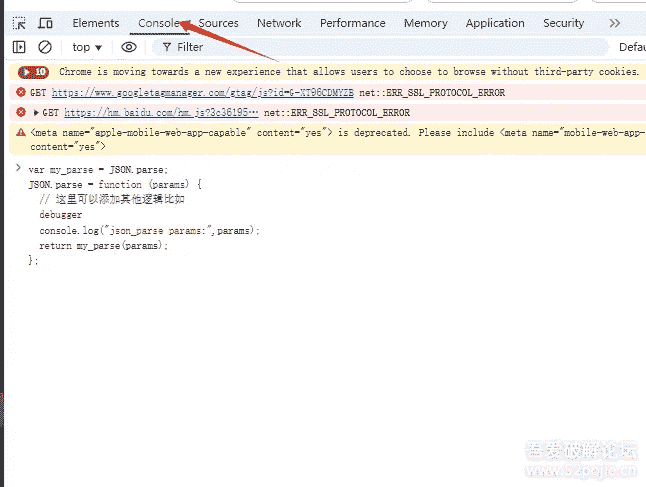 Elements Console Sources Network Performance Memory Application Security
top Filter Defau
10 Chrome is moving towards a new experience that allows users to choose to browse without third-party cookies.
GET https://www.googletagmanager.com/gtag/js?id=G-XT96CDMYZB net::ERR_SSL_PROTOCOL_ERROR
GET https://hm.baidu.com/hm.js?3c36195… net::ERR_SSL_PROTOCOL_ERROR
<meta name="apple-mobile-web-app-capable" content="yes"> is deprecated. Please include <meta name="mobile-web-app-
content="yes">
var my_parse = JSON.parse;
JSON.parse = function (params) {
// 这里可以添加其他逻辑比如
debugger
console.log("json_parse params:",params);
return my_parse(params);
};
吾爱破解论坛
www.52pojie.cn